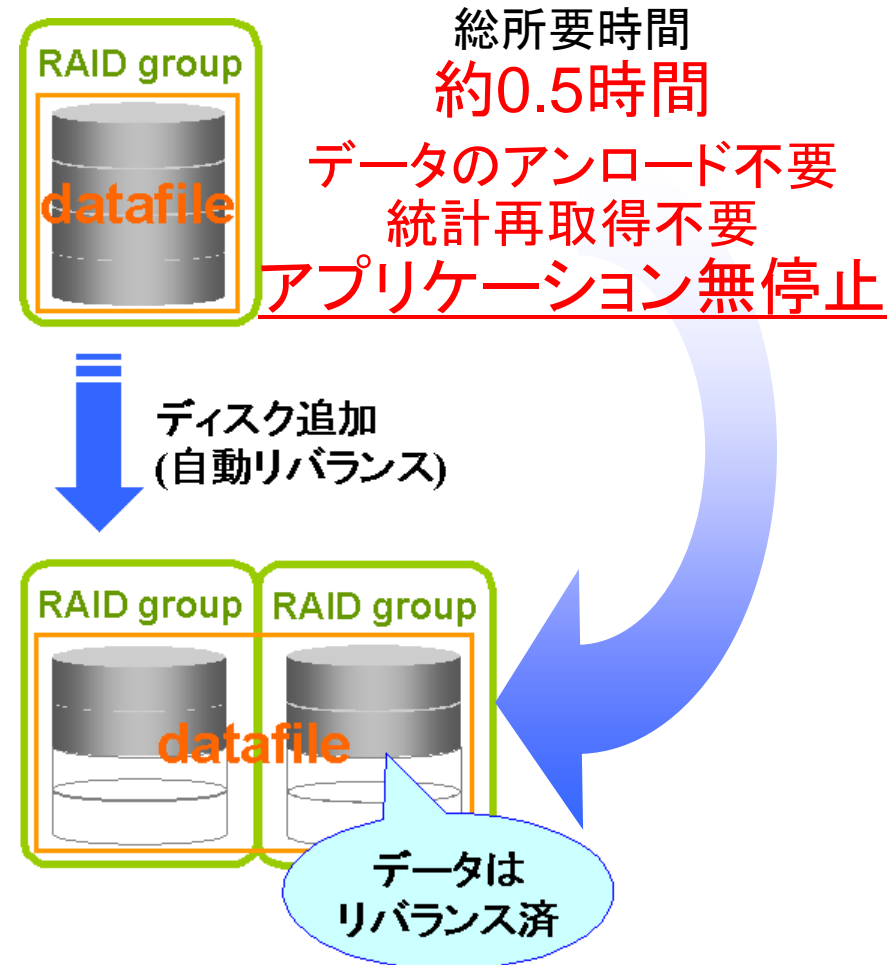 RAID group
datafile
総所要時間
約0.5時間
データのアンロード不要
統計再取得不要
アプリケーション無停止
ディスク追加
(自動リバランス)
RAID group
RAID group
datafile
データは
リバランス済